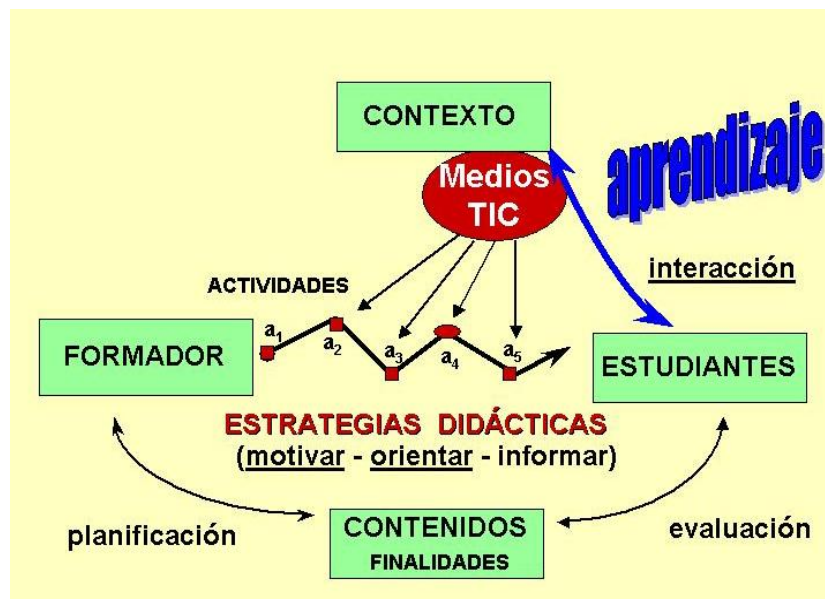 CONTEXTO
aprendizaje
Medios
TIC
interacción
ACTIVIDADES
a1
a2
a3
a4
a5
FORMADOR
ESTUDIANTES
ESTRATEGIAS DIDÁCTICAS
(motivar - orientar - informar)
planificación
CONTENIDOS
FINALIDADES
evaluación